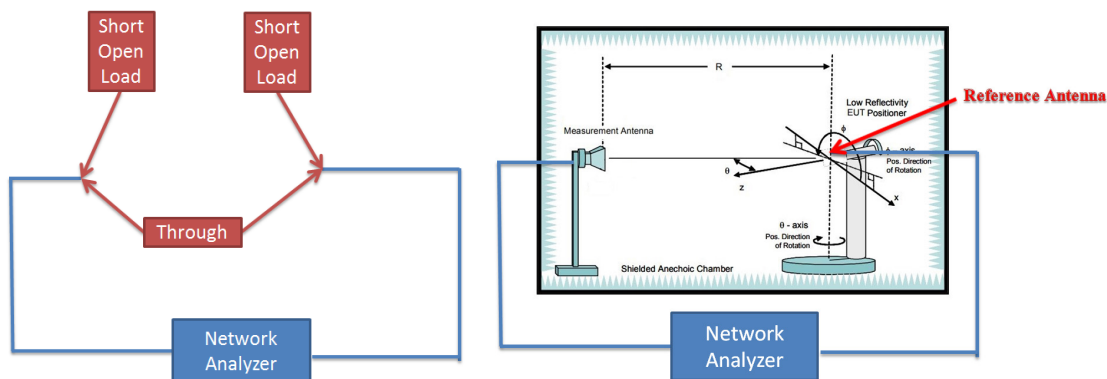 Short
Open
Load
Short
Open
Load
Through
Network
Analyzer
R
Reference Antenna
Low Reflectivity
EUT Positioner
Measurement Antenna
ϕ
ϕ - axis
Pos. Direction
of Rotation
θ
z
x
θ - axis
Pos. Direction
of Rotation
Shielded Anechoic Chamber
Network
Analyzer